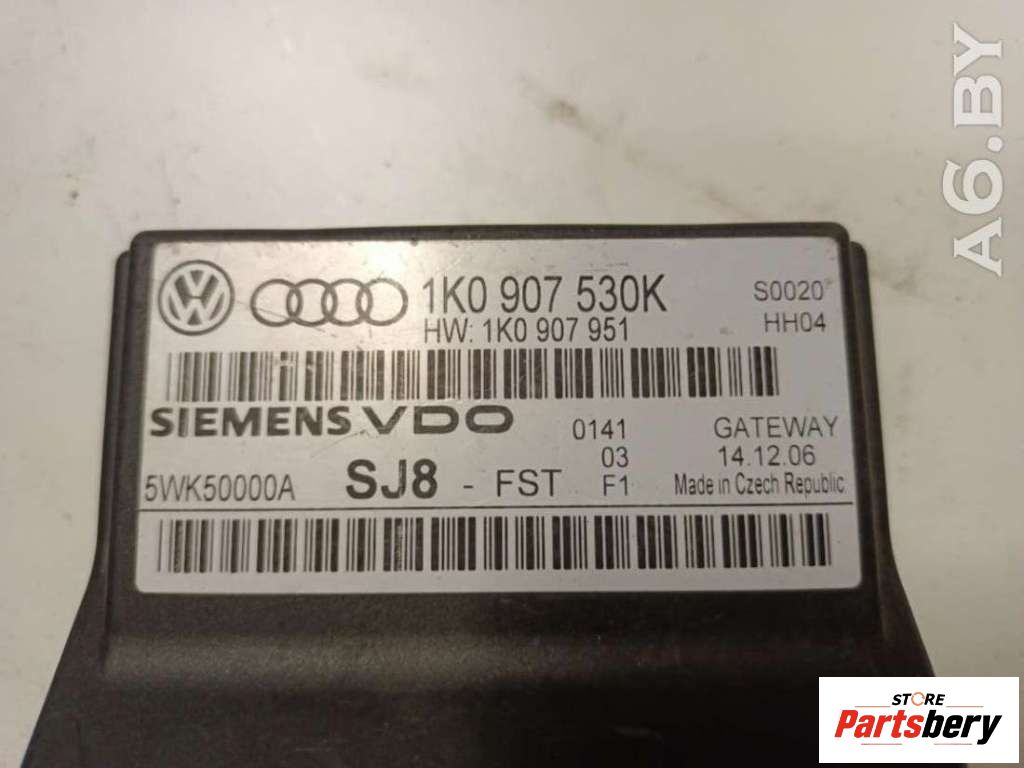 A6.BY
1K0 907 530K S0020
HW: 1K0 907 951 HH04
SIEMENS VDO 0141 GATEWAY
03 14.12.06
5WK50000A SJ8 - FST F1 Made in Czech Republic
STORE
Partsbery